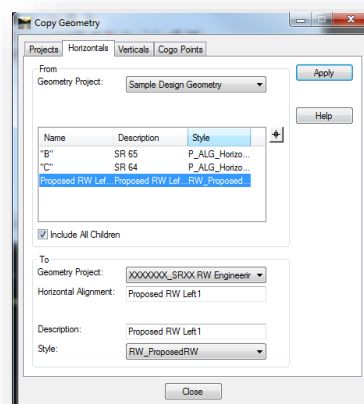 Copy Geometry
Projects Horizontals Verticals Cogo Points
From
Geometry Project: Sample Design Geometry
Apply
Help
Name Description Style
"B" SR 65 P_ALG_Horizo...
"C" SR 64 P_ALG_Horizo...
Proposed RW Lef... Proposed RW Lef... RW_Proposed...
Include All Children
To
Geometry Project: XXXXXXX_SRXX RW Engineerir
Horizontal Alignment: Proposed RW Left1
Description: Proposed RW Left1
Style: RW_ProposedRW
Close